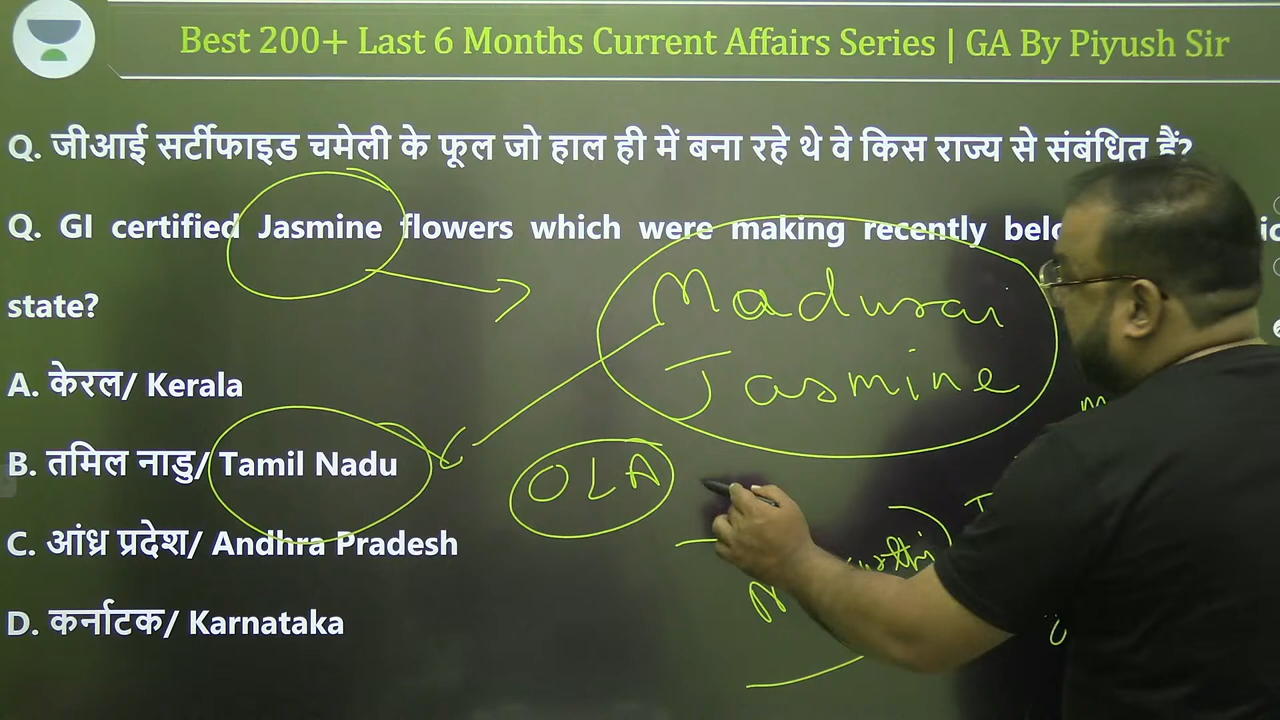 Best 200+ Last 6 Months Current Affairs Series | GA By Piyush Sir
Q. जीआई सर्टीफाइड चमेली के फूल जो हाल ही में बना रहे थे वे किस राज्य से संबंधित हैं?
Q. GI certified Jasmine flowers which were making recently
state?
Madurai
Jasmine
A. केरल/ Kerala
B. तमिल नाडु/ Tamil Nadu
OLA
C. आंध्र प्रदेश/ Andhra Pradesh
D. कर्नाटक/ Karnataka